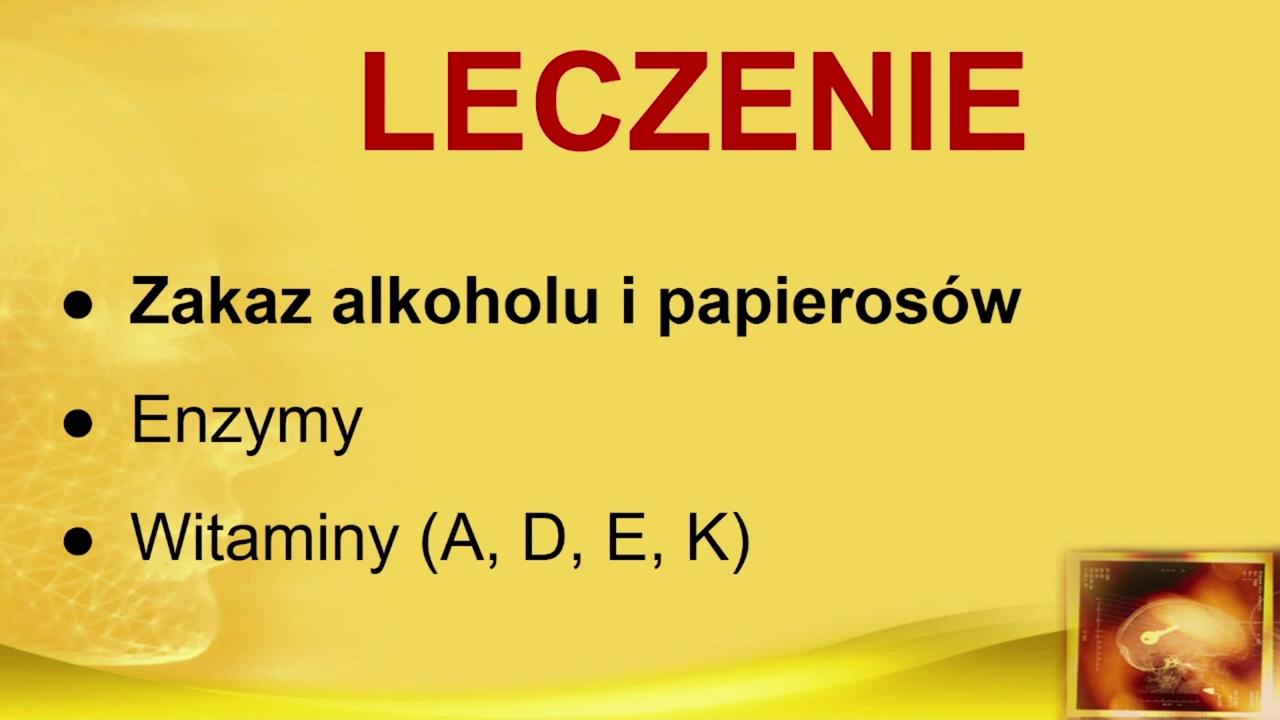 LECZENIE
● Zakaz alkoholu i papierosów
● Enzymy
● Witaminy (A, D, E, K)